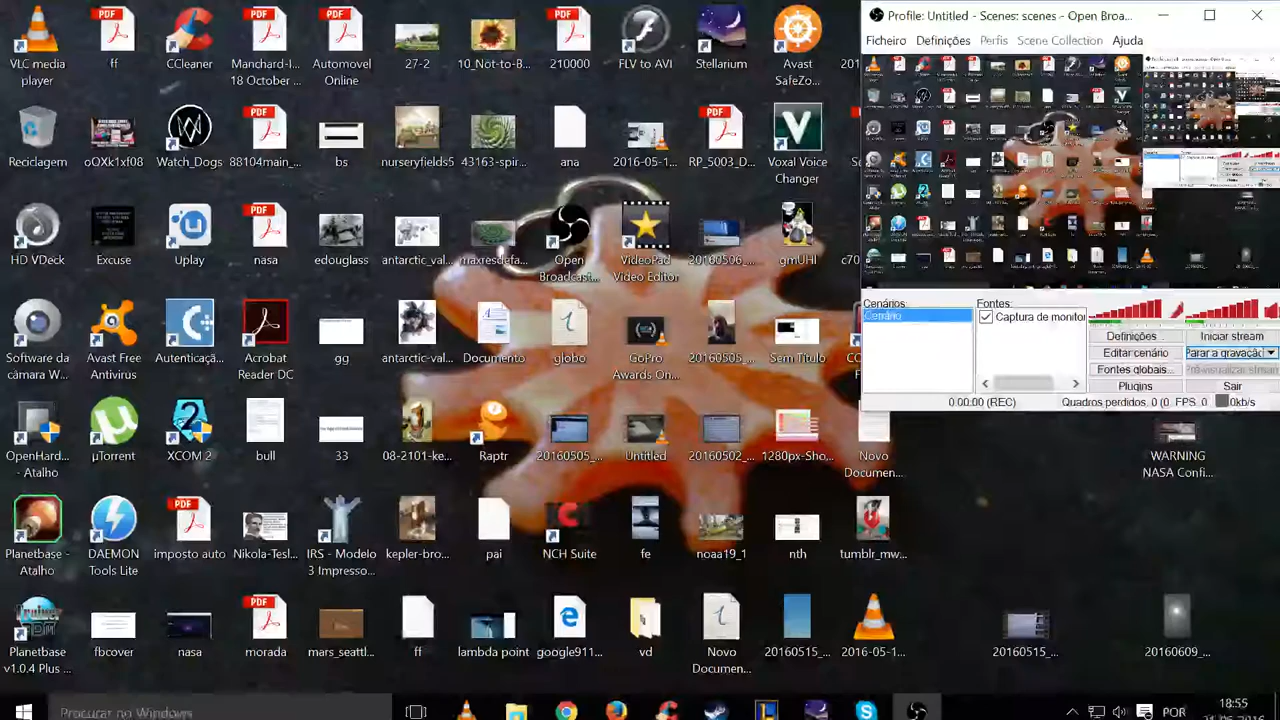 VLC media
player
ff
CCleaner
Manchard-I
18 October...
Automovel
Online
27-2
10_Not-to-...
210000
FLV to AVI
Stellarium
Avast
SafeZo...
Reciclagem
oOXk1xf08
Watch_Dogs
88104main_...
bs
nurseryfields5
43-supair
ana
2016-05-1...
RP_5003_D...
Voxal Voice
Changer
HD VDeck
Excuse
Uplay
nasa
edouglass
antarctic_val...
maxresdefa...
Open
Broadcast...
VideoPad
Video Editor
20160506_...
gmUHI
c70
Software da
câmara W...
Avast Free
Antivirus
Autenticaçã...
Acrobat
Reader DC
gg
antarctic-val...
Documento
globo
GoPro
Awards On...
20160505_...
Sem Título
OpenHard...
- Atalho
µTorrent
XCOM 2
bull
33
08-2101-ke...
Raptr
20160505_...
Untitled
20160502_...
1280px-Sho...
Novo
Documen...
WARNING
NASA Confi...
Planetbase -
Atalho
DAEMON
Tools Lite
imposto auto
Nikola-Tesl...
IRS - Modelo
3 Impresso...
kepler-bro...
pai
NCH Suite
fe
noaa19_1
nth
tumblr_mw...
Planetbase
v1.0.4 Plus ...
fbcover
nasa
morada
mars_seattl...
ff
lambda point
google911...
vd
Novo
Documen...
20160515_...
2016-05-1...
20160515_...
20160609_...
Profile: Untitled - Scenes: scenes - Open Broa...
Ficheiro Definições Perfis Scene Collection Ajuda
Cenários:
Cenário
Fontes:
Captura de monitor
Definições...
Iniciar stream
Editar cenário
Parar a gravação
Fontes globais...
Pré-visualizar stream
Plugins
Sair
0:00:00 (REC)
Quadros perdidos, 0 (0, FPS, 0
0kb/s
Procurar no Windows
POR
18:55